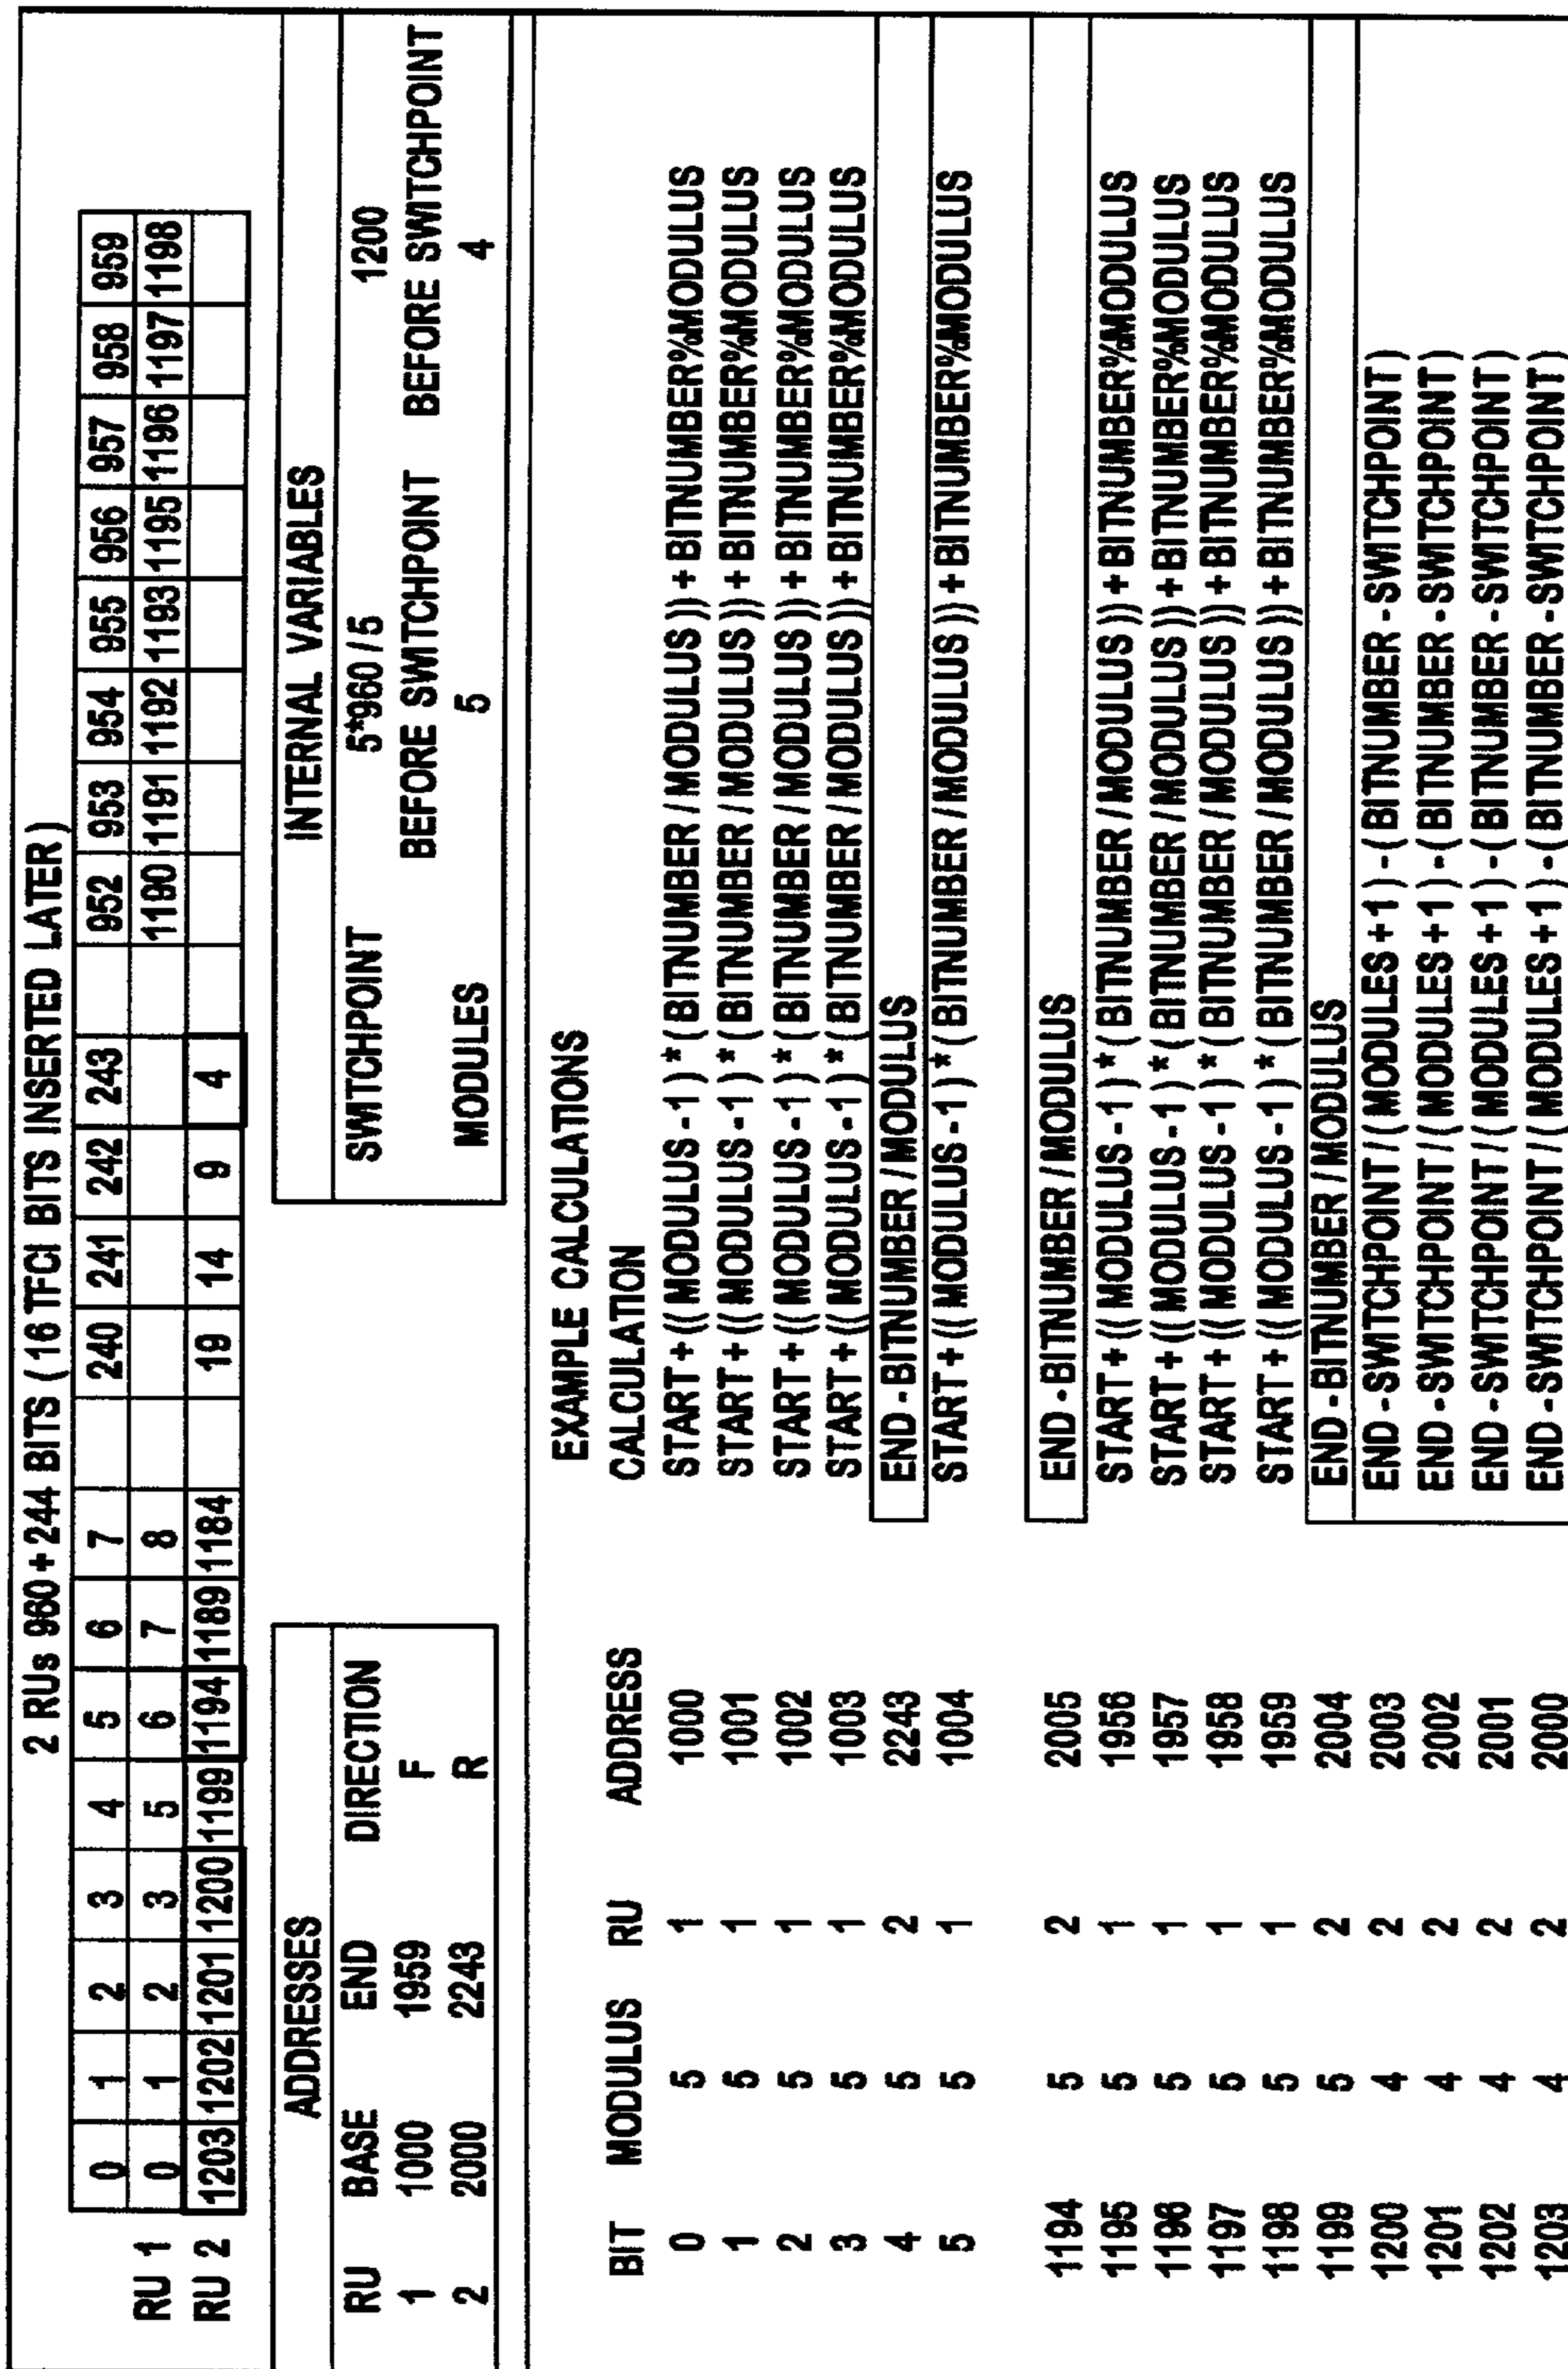 2 RUs 960 + 244 BITS ( 16 TFCI BITS INSERTED LATER )
0 1 2 3 4 5 6 7 240 241 242 243 952 953 954 955 956 957 958 959
RU 1 0 1 2 3 5 6 7 8 1190 1191 1192 1193 1195 1196 1197 1198
RU 2 1203 1202 1201 1200 1199 1194 1189 1184 19 14 9 4
ADDRESSES
RU BASE END DIRECTION
1 1000 1959 F
2 2000 2243 R
INTERNAL VARIABLES
SWITCHPOINT 5*960 / 5 1200
BEFORE SWITCHPOINT BEFORE SWITCHPOINT
MODULES 5 4
EXAMPLE CALCULATIONS
BIT MODULUS RU ADDRESS CALCULATION
0 5 1 1000 START + (( MODULUS - 1 ) * ( BITNUMBER / MODULUS )) + BITNUMBER%MODULUS
1 5 1 1001 START + (( MODULUS - 1 ) * ( BITNUMBER / MODULUS )) + BITNUMBER%MODULUS
2 5 1 1002 START + (( MODULUS - 1 ) * ( BITNUMBER / MODULUS )) + BITNUMBER%MODULUS
3 5 1 1003 START + (( MODULUS - 1 ) * ( BITNUMBER / MODULUS )) + BITNUMBER%MODULUS
4 5 2 2243 END - BITNUMBER / MODULUS
5 5 1 1004 START + (( MODULUS - 1 ) * ( BITNUMBER / MODULUS )) + BITNUMBER%MODULUS
1194 5 2 2005 END - BITNUMBER / MODULUS
1195 5 1 1956 START + (( MODULUS - 1 ) * ( BITNUMBER / MODULUS )) + BITNUMBER%MODULUS
1196 5 1 1957 START + (( MODULUS - 1 ) * ( BITNUMBER / MODULUS )) + BITNUMBER%MODULUS
1197 5 1 1958 START + (( MODULUS - 1 ) * ( BITNUMBER / MODULUS )) + BITNUMBER%MODULUS
1198 5 1 1959 START + (( MODULUS - 1 ) * ( BITNUMBER / MODULUS )) + BITNUMBER%MODULUS
1199 5 2 2004 END - BITNUMBER / MODULUS
1200 4 2 2003 END - SWITCHPOINT / ( MODULES + 1 ) - ( BITNUMBER - SWITCHPOINT )
1201 4 2 2002 END - SWITCHPOINT / ( MODULES + 1 ) - ( BITNUMBER - SWITCHPOINT )
1202 4 2 2001 END - SWITCHPOINT / ( MODULES + 1 ) - ( BITNUMBER - SWITCHPOINT )
1203 4 2 2000 END - SWITCHPOINT / ( MODULES + 1 ) - ( BITNUMBER - SWITCHPOINT )